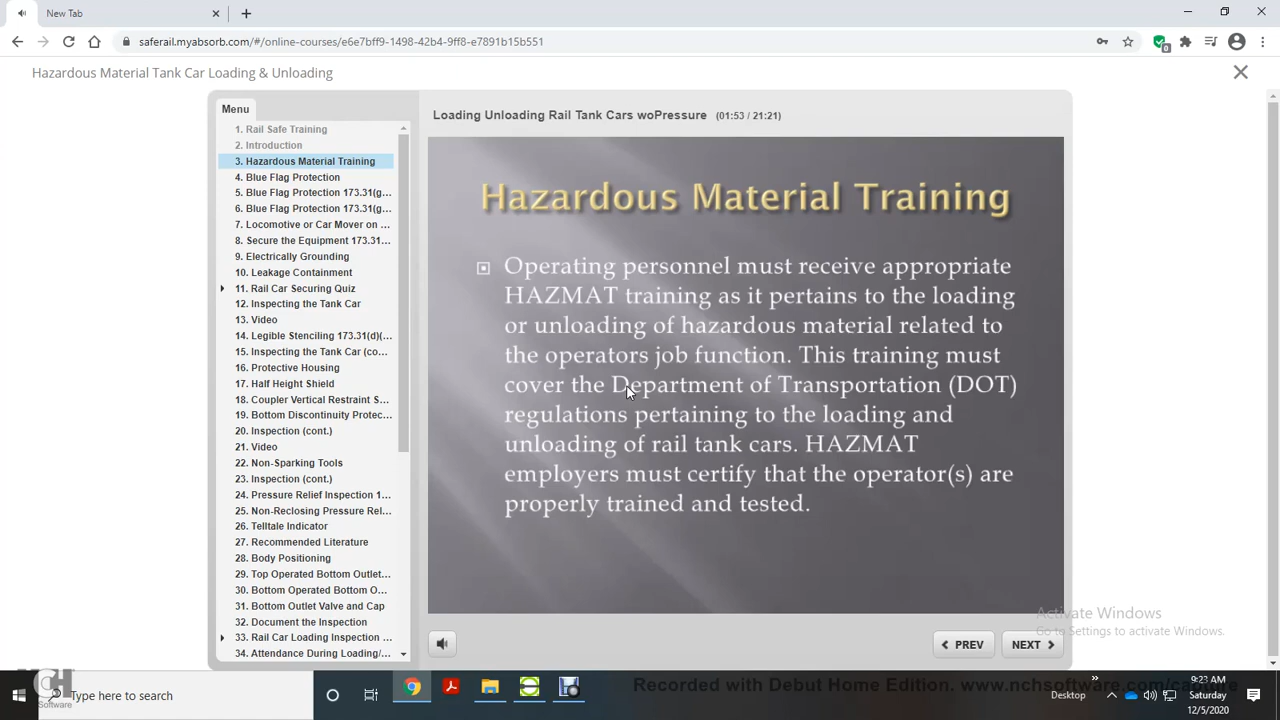 New Tab
saferail.myabsorb.com/#/online-courses/e6e7bff9-1498-42b4-9ff8-e7891b15b551
Hazardous Material Tank Car Loading & Unloading
Menu
1. Rail Safe Training
2. Introduction
3. Hazardous Material Training
4. Blue Flag Protection
5. Blue Flag Protection 173.31(g...
6. Blue Flag Protection 173.31(g...
7. Locomotive or Car Mover on ...
8. Secure the Equipment 173.31...
9. Electrically Grounding
10. Leakage Containment
11. Rail Car Securing Quiz
12. Inspecting the Tank Car
13. Video
14. Legible Stenciling 173.31(d)(...
15. Inspecting the Tank Car (co...
16. Protective Housing
17. Half Height Shield
18. Coupler Vertical Restraint S...
19. Bottom Discontinuity Protec...
20. Inspection (cont.)
21. Video
22. Non-Sparking Tools
23. Inspection (cont.)
24. Pressure Relief Inspection 1...
25. Non-Reclosing Pressure Rel...
26. Telltale Indicator
27. Recommended Literature
28. Body Positioning
29. Top Operated Bottom Outlet...
30. Bottom Operated Bottom O...
31. Bottom Outlet Valve and Cap
32. Document the Inspection
33. Rail Car Loading Inspection ...
34. Attendance During Loading/...
Loading Unloading Rail Tank Cars woPressure (01:53 / 21:21)
Hazardous Material Training
Operating personnel must receive appropriate
HAZMAT training as it pertains to the loading
or unloading of hazardous material related to
the operators job function. This training must
cover the Department of Transportation (DOT)
regulations pertaining to the loading and
unloading of rail tank cars. HAZMAT
employers must certify that the operator(s) are
properly trained and tested.
PREV
NEXT
Activate Windows
Go to Settings to activate Windows.
NCH
Software
Type here to search
Recorded with Debut Home Edition. www.nchsoftware.com/capture
Desktop
9:23 AM
Saturday
12/5/2020